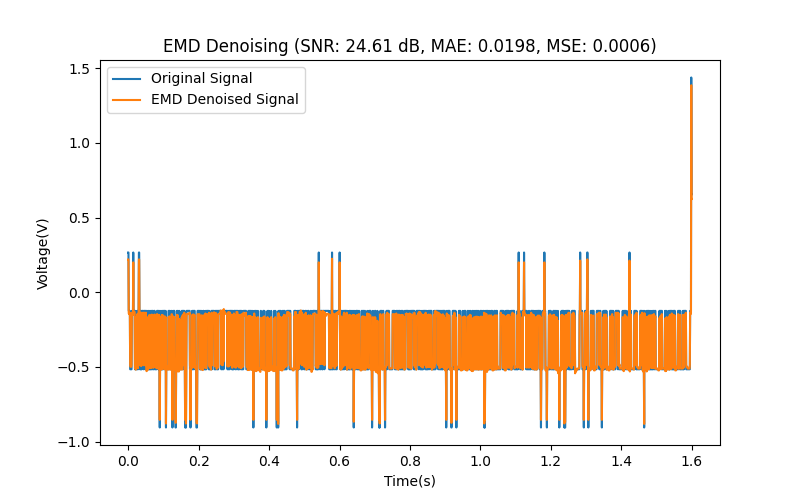 EMD Denoising (SNR: 24.61 dB, MAE: 0.0198, MSE: 0.0006)
Original Signal
EMD Denoised Signal
1.5
1.0
0.5
0.0
−0.5
−1.0
Voltage(V)
0.0 0.2 0.4 0.6 0.8 1.0 1.2 1.4 1.6
Time(s)